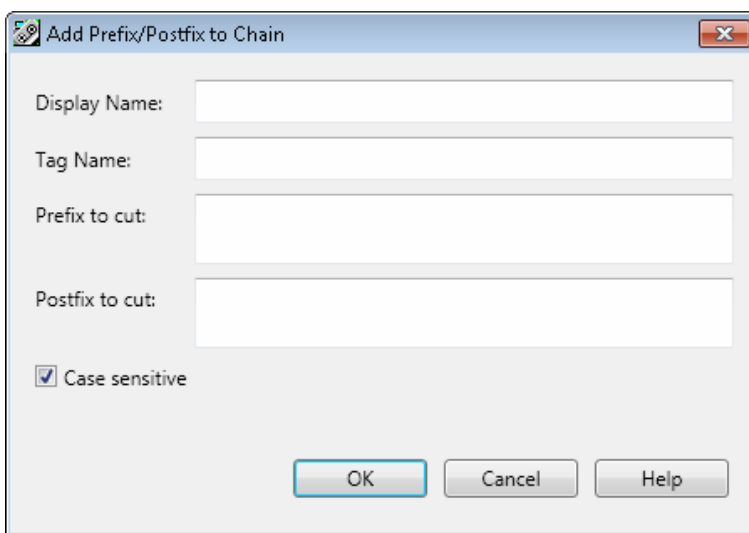 Add Prefix/Postfix to Chain
Display Name:
Tag Name:
Prefix to cut:
Postfix to cut:
Case sensitive
OK Cancel Help